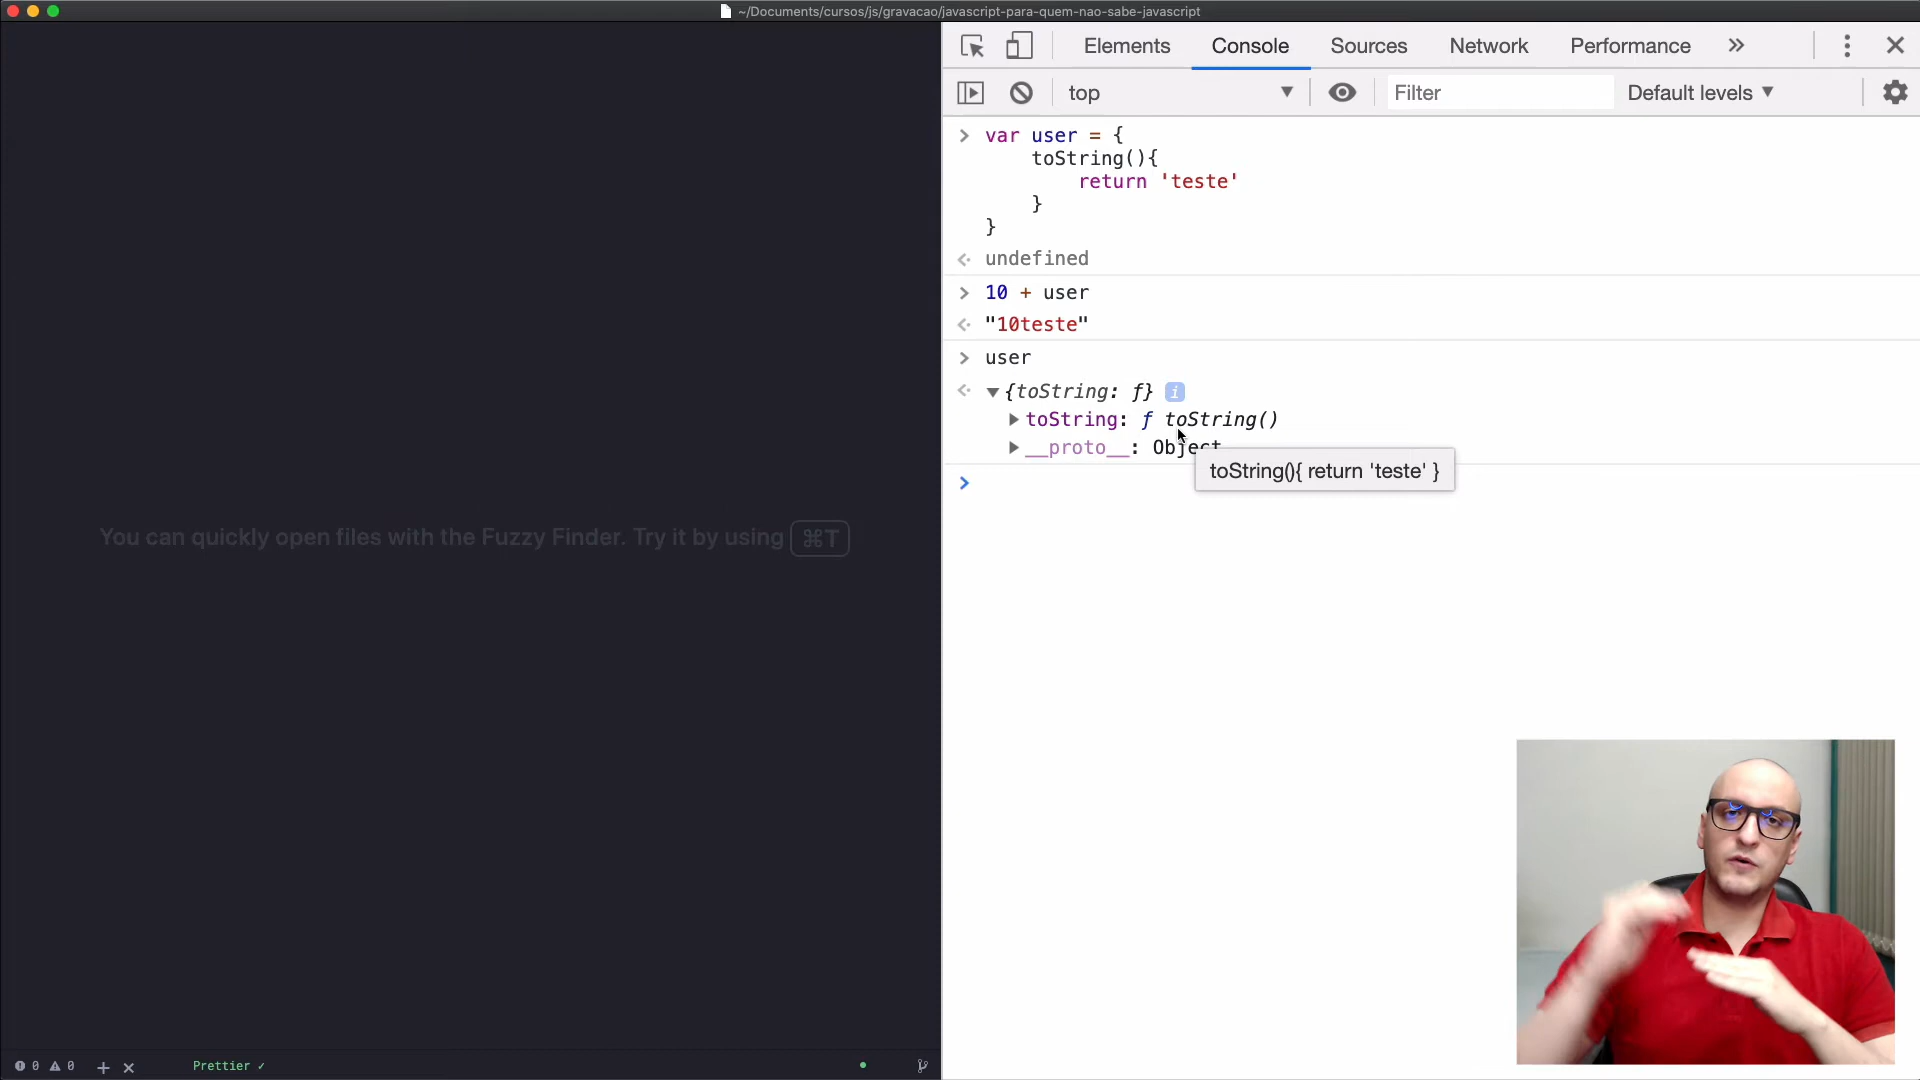 ~/Documents/cursos/js/gravacao/javascript-para-quem-nao-sabe-javascript
Elements Console Sources Network Performance »
top ▼ Filter Default levels ▼
> var user = {
toString(){
return 'teste'
}
}
undefined
> 10 + user
"10teste"
> user
▼{toString: ƒ} i
▶toString: ƒ toString()
▶__proto__: Object
toString(){ return 'teste' }
>
You can quickly open files with the Fuzzy Finder. Try it by using ⌘T
0 0 + × Prettier ✓